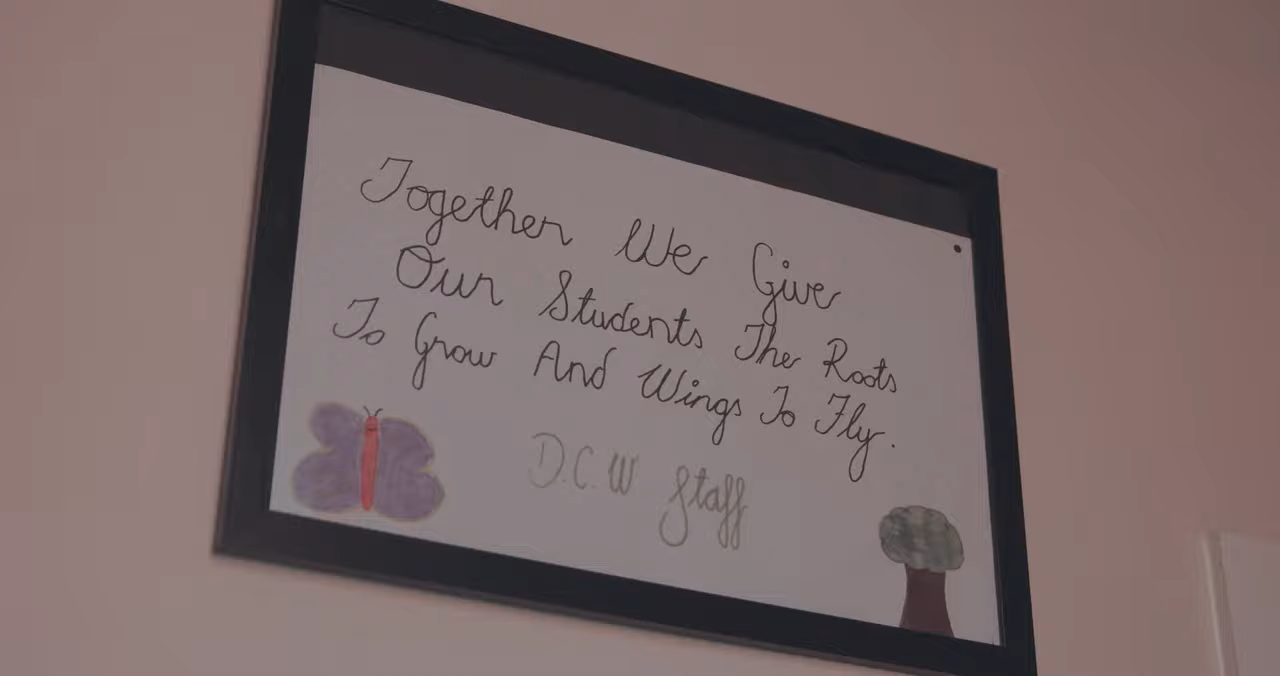 Together We Give
Our Students The Roots
To Grow And Wings To Fly.
D.C.W Staff